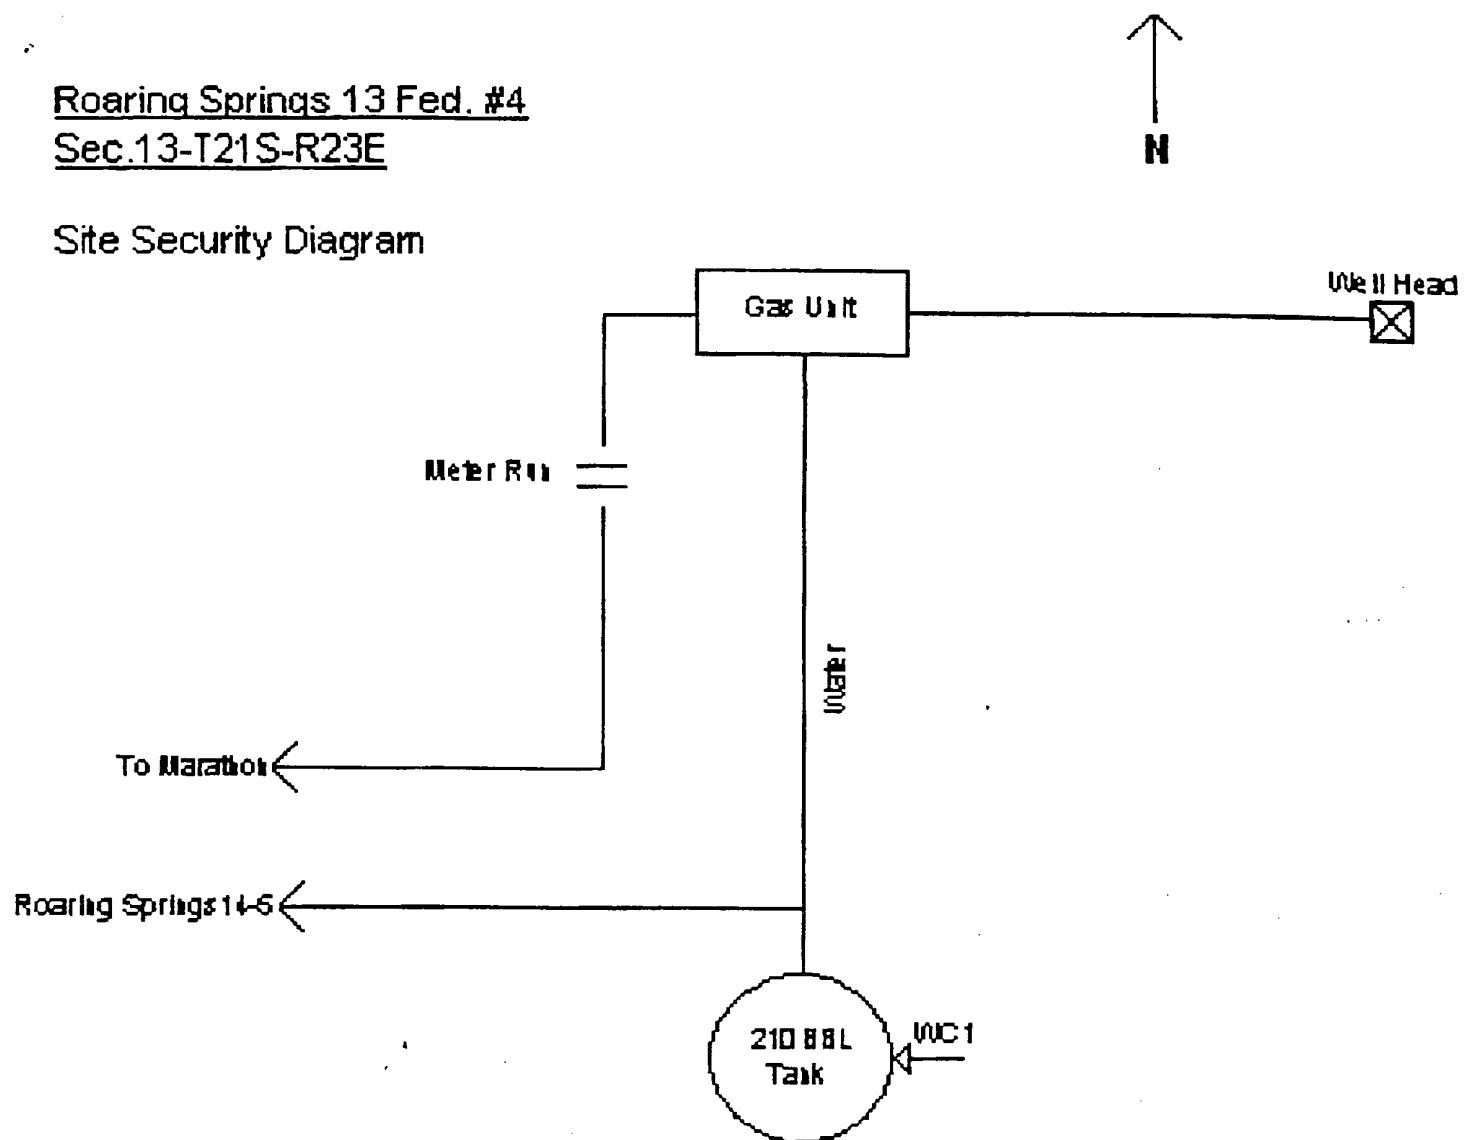 Roaring Springs 13 Fed. #4
Sec.13-T21S-R23E
N
Site Security Diagram
Well Head
Gas Unit
Meter Run
Water
To Marathon
Roaring Springs 14-5
WC1
210 BBL
Tank